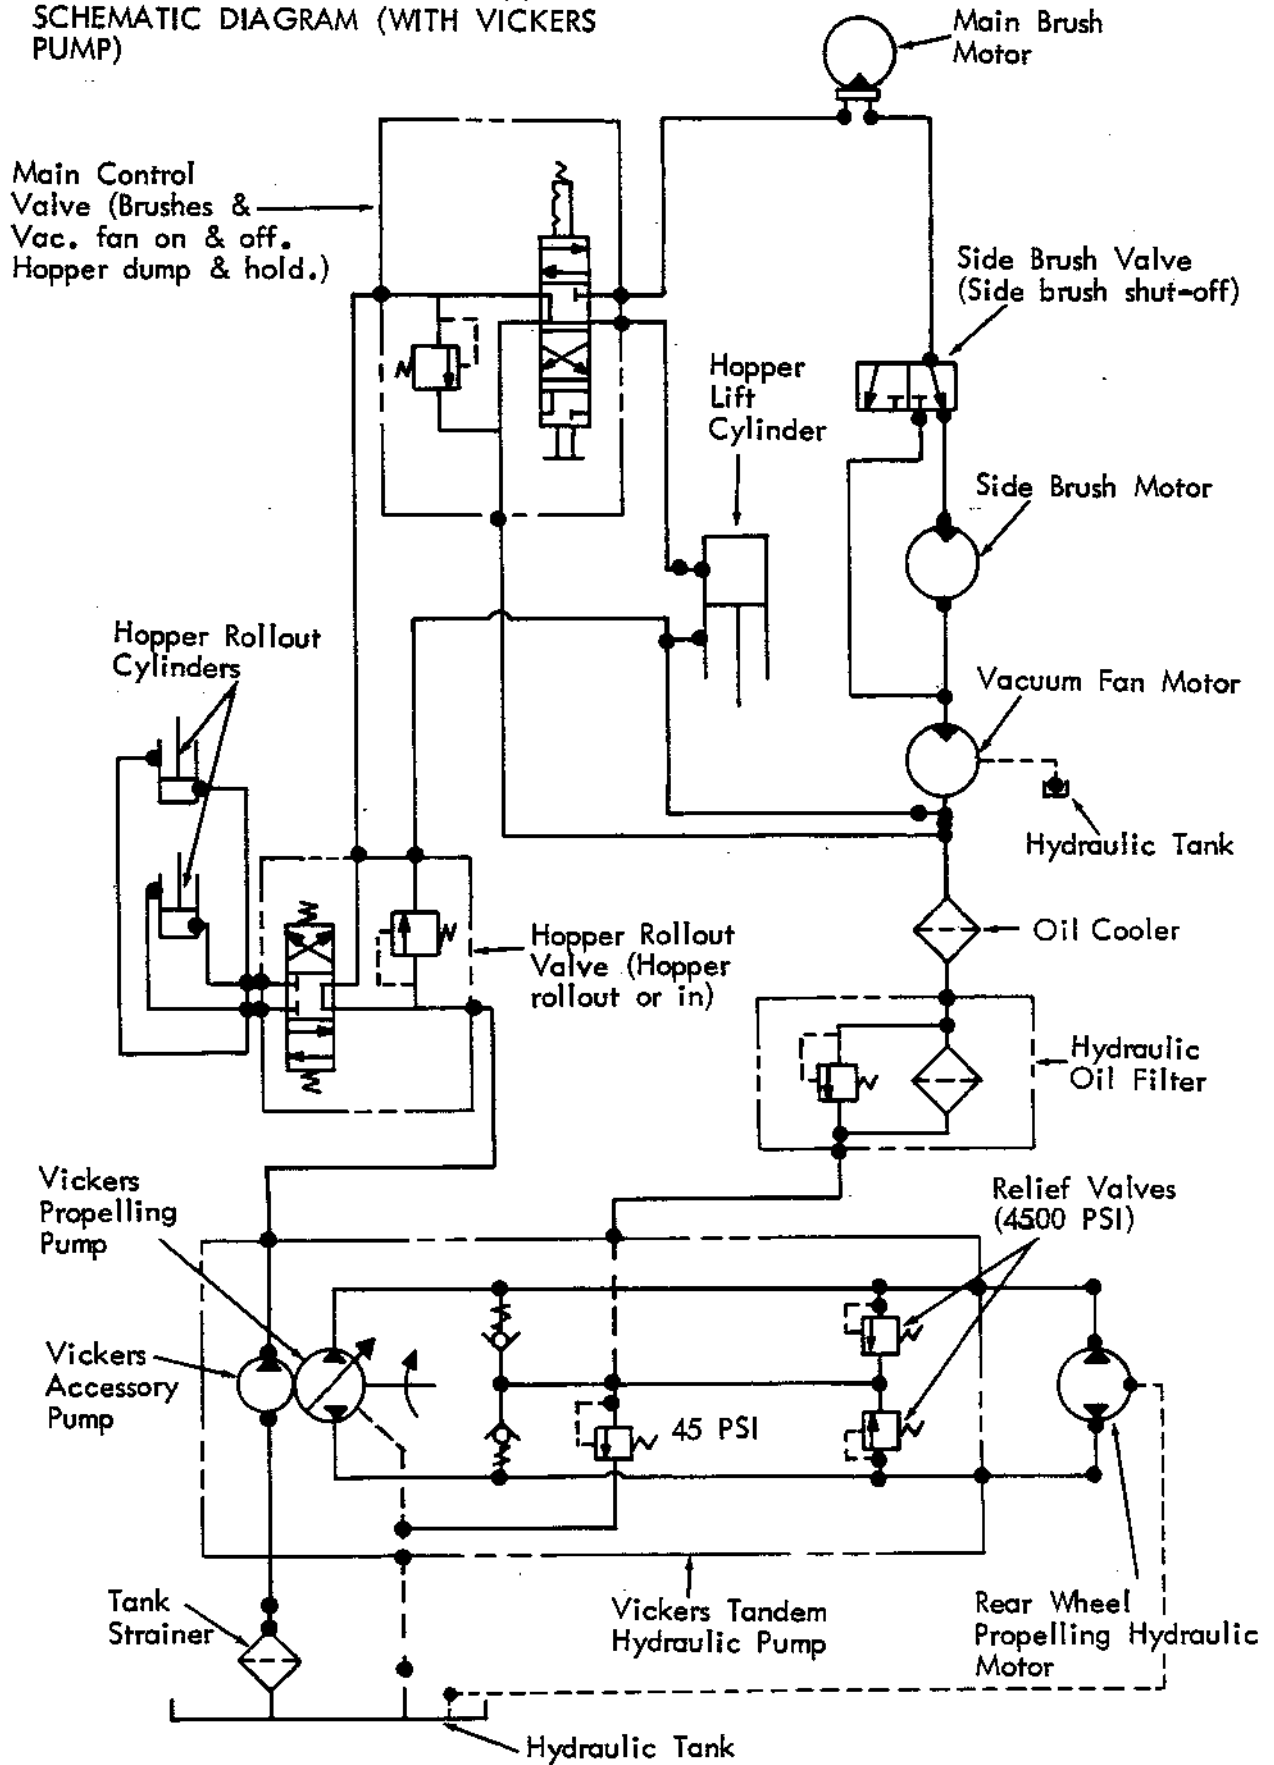 SCHEMATIC DIAGRAM (WITH VICKERS
PUMP)
Main Brush
Motor
Main Control
Valve (Brushes &
Vac. fan on & off.
Hopper dump & hold.)
Side Brush Valve
(Side brush shut-off)
Hopper
Lift
Cylinder
Side Brush Motor
Hopper Rollout
Cylinders
Vacuum Fan Motor
Hydraulic Tank
Oil Cooler
Hopper Rollout
Valve (Hopper
rollout or in)
Hydraulic
Oil Filter
Vickers
Propelling
Pump
Relief Valves
(4500 PSI)
Vickers
Accessory
Pump
45 PSI
Tank
Strainer
Vickers Tandem
Hydraulic Pump
Rear Wheel
Propelling Hydraulic
Motor
Hydraulic Tank